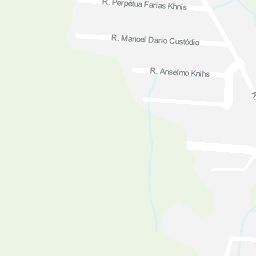 R. Perpétua Farias Khnis
R. Manoel Dario Custódio
R. Anselmo Knihs